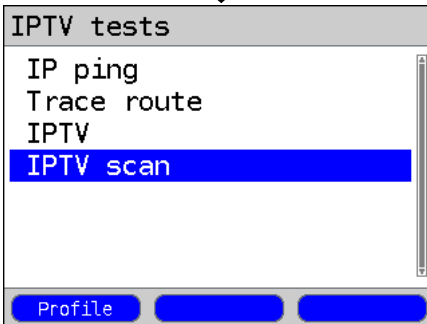 IPTV tests
IP ping
Trace route
IPTV
IPTV scan
Profile